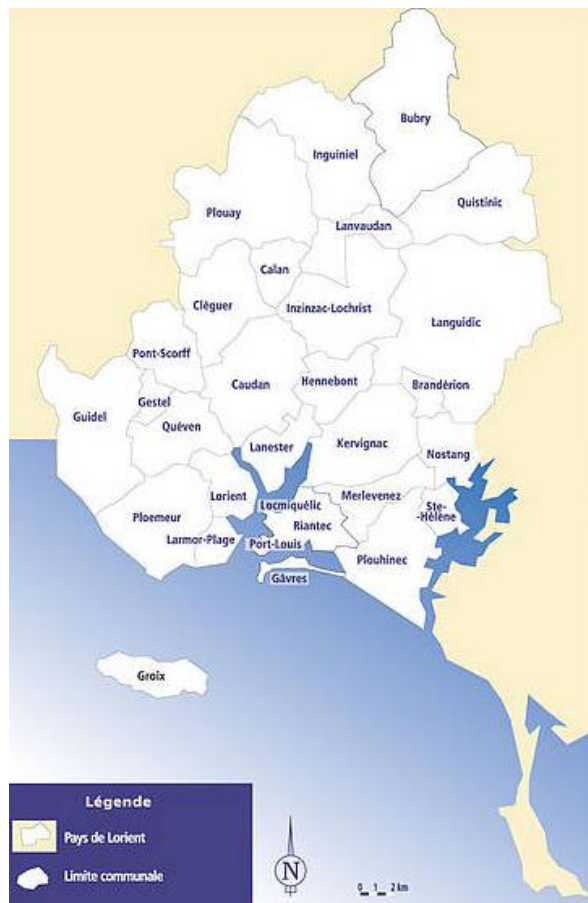 Bubry
Inguiniel
Quistinic
Plouay
Lanvaudan
Calan
Cléguer
Inzinzac-Lochrist
Languidic
Pont-Scorff
Caudan
Hennebont
Brandérion
Gestel
Guidel
Quéven
Lanester
Kervignac
Nostang
Lorient
Locmiquélic
Merlevenez
Ste-
-Hélène
Ploemeur
Riantec
Larmor-Plage
Port-Louis
Plouhinec
Gâvres
Groix
Légende
Pays de Lorient
Limite communale
N
0 1 2 km